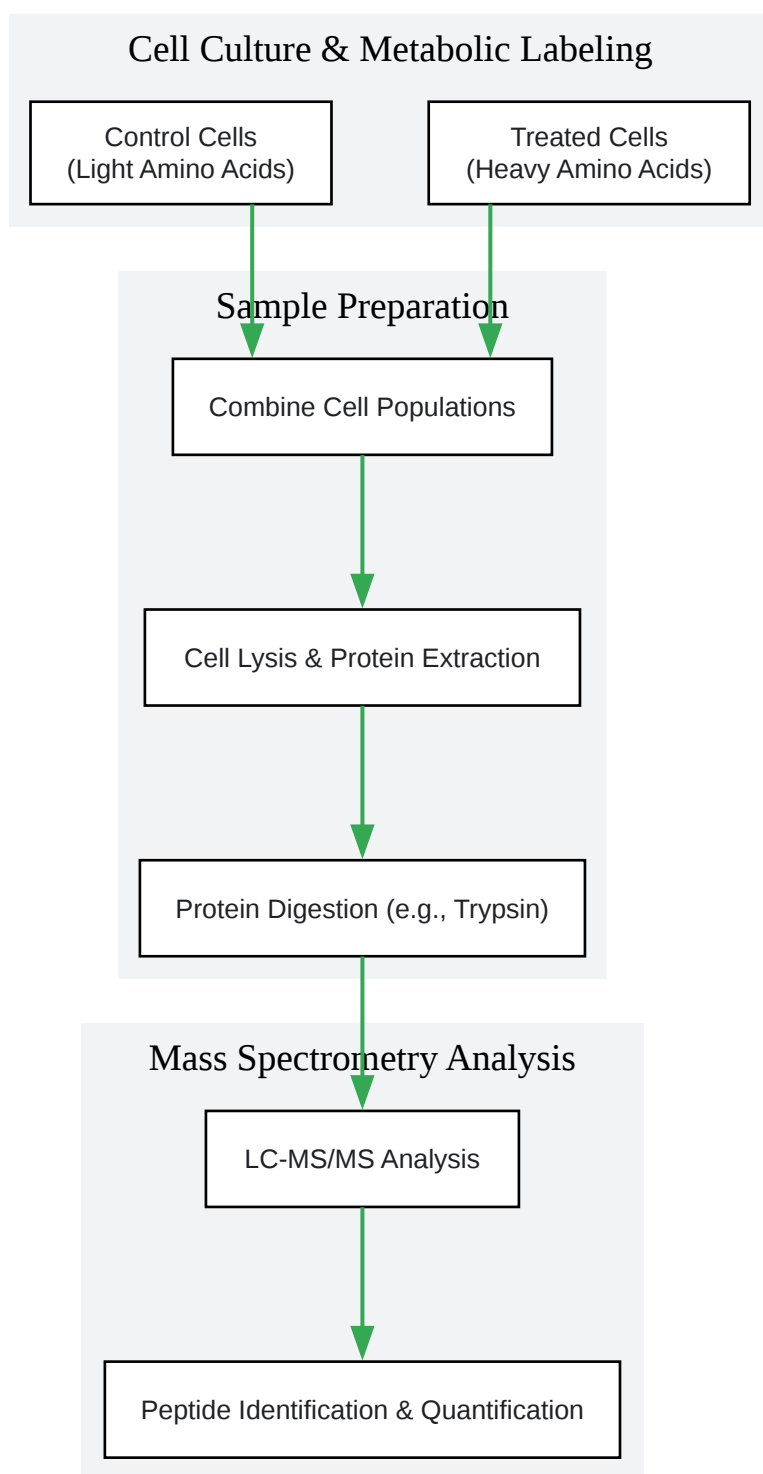 Cell Culture & Metabolic Labeling
Control Cells
(Light Amino Acids)
Treated Cells
(Heavy Amino Acids)
Sample Preparation
Combine Cell Populations
Cell Lysis & Protein Extraction
Protein Digestion (e.g., Trypsin)
Mass Spectrometry Analysis
LC-MS/MS Analysis
Peptide Identification & Quantification